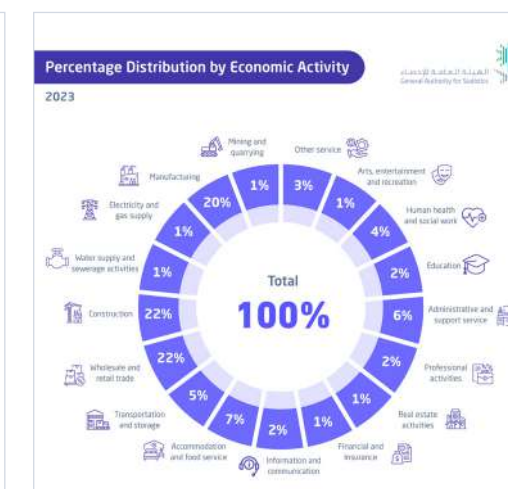 Percentage Distribution by Economic Activity
الهيئة العامة للإحصاء
General Authority for Statistics
2023
Mining and
quarrying
1%
Other service
3%
Arts, entertainment
and recreation
1%
Human health
and social work
4%
Education
2%
Administrative and
support service
6%
Professional
activities
2%
Real estate
activities
1%
Financial and
insurance
1%
Information and
communication
2%
Accommodation
and food service
7%
Transportation
and storage
5%
Wholesale and
retail trade
22%
Construction
22%
Water supply and
sewerage activities
1%
Electricity and
gas supply
1%
Manufacturing
20%
Total
100%